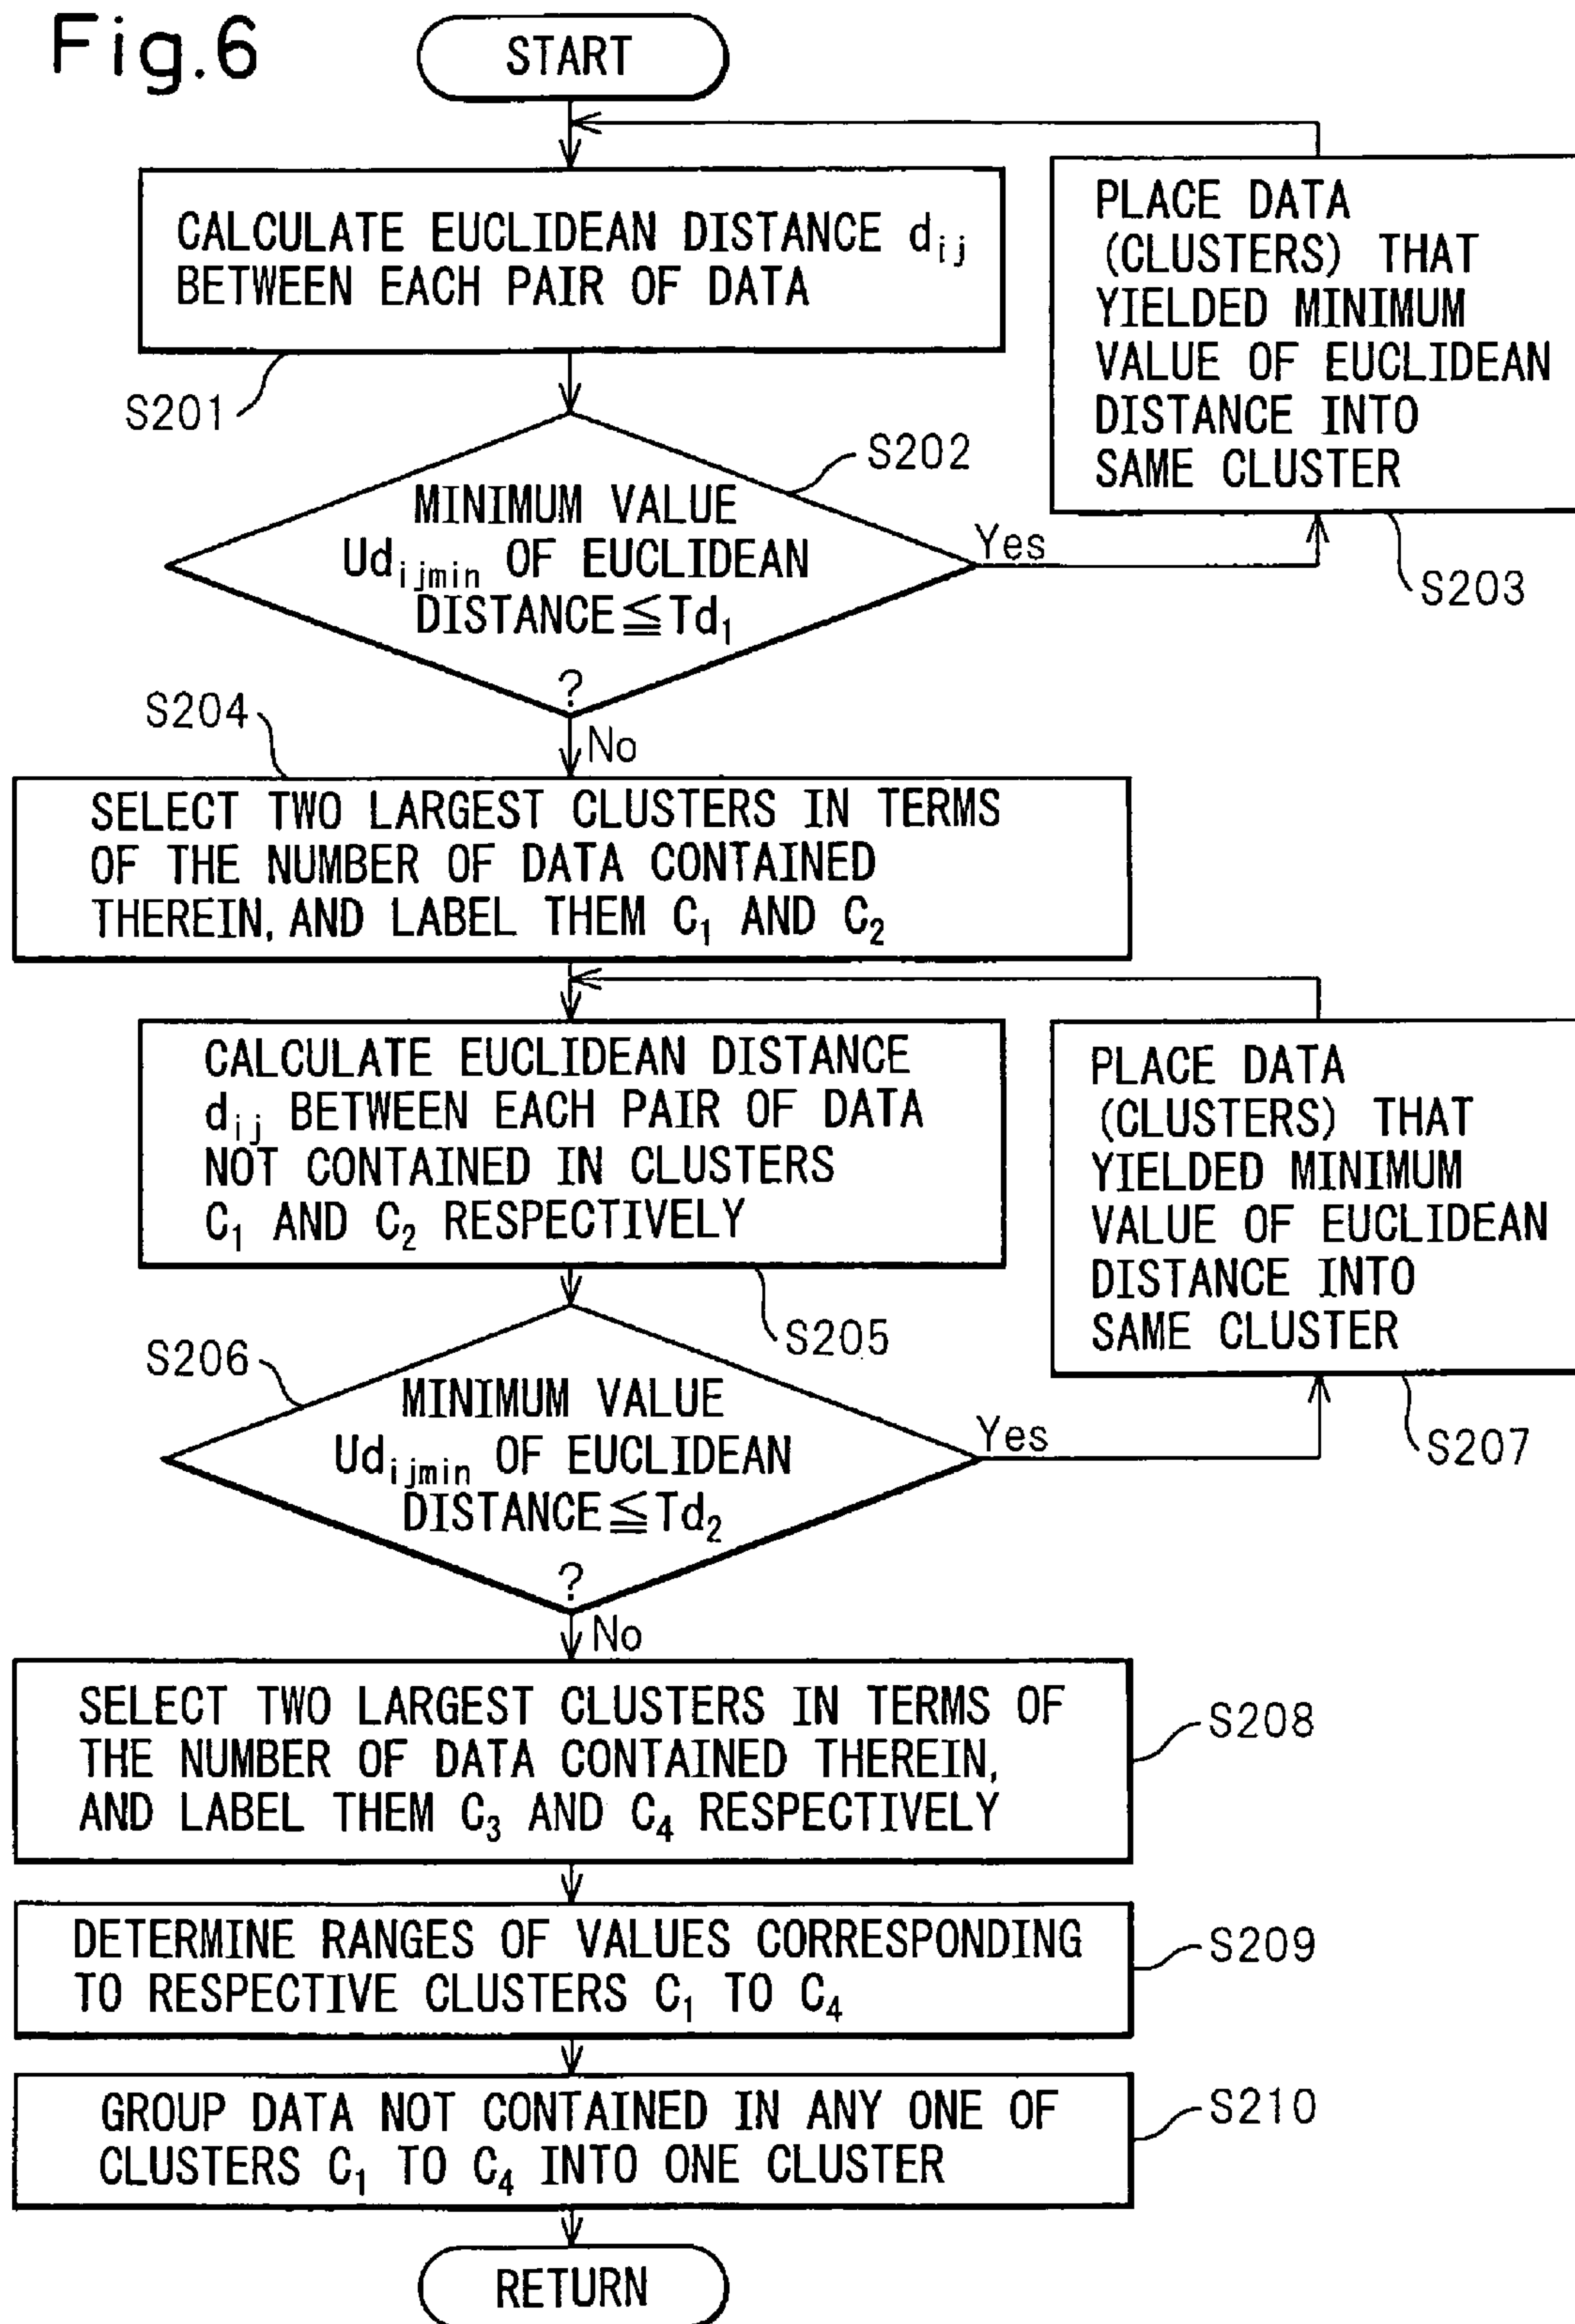 Fig.6
START
CALCULATE EUCLIDEAN DISTANCE dij
BETWEEN EACH PAIR OF DATA
S201
PLACE DATA
(CLUSTERS) THAT
YIELDED MINIMUM
VALUE OF EUCLIDEAN
DISTANCE INTO
SAME CLUSTER
S203
S202
MINIMUM VALUE
Udijmin OF EUCLIDEAN
DISTANCE≦Td1
?
Yes
No
S204
SELECT TWO LARGEST CLUSTERS IN TERMS
OF THE NUMBER OF DATA CONTAINED
THEREIN, AND LABEL THEM C1 AND C2
CALCULATE EUCLIDEAN DISTANCE
dij BETWEEN EACH PAIR OF DATA
NOT CONTAINED IN CLUSTERS
C1 AND C2 RESPECTIVELY
S205
PLACE DATA
(CLUSTERS) THAT
YIELDED MINIMUM
VALUE OF EUCLIDEAN
DISTANCE INTO
SAME CLUSTER
S207
S206
MINIMUM VALUE
Udijmin OF EUCLIDEAN
DISTANCE≦Td2
?
Yes
No
SELECT TWO LARGEST CLUSTERS IN TERMS OF
THE NUMBER OF DATA CONTAINED THEREIN,
AND LABEL THEM C3 AND C4 RESPECTIVELY
S208
DETERMINE RANGES OF VALUES CORRESPONDING
TO RESPECTIVE CLUSTERS C1 TO C4
S209
GROUP DATA NOT CONTAINED IN ANY ONE OF
CLUSTERS C1 TO C4 INTO ONE CLUSTER
S210
RETURN